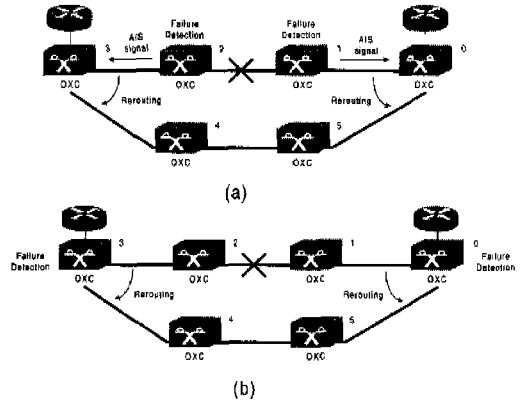 Failure Detection
Failure Detection
3
AIS signal
2
1
AIS signal
0
OXC
OXC
OXC
OXC
Rerouting
Rerouting
4
5
OXC
OXC
(a)
Failure Detection
3
2
1
0
Failure Detection
OXC
OXC
OXC
OXC
Rerouting
Rerouting
4
5
OXC
OXC
(b)